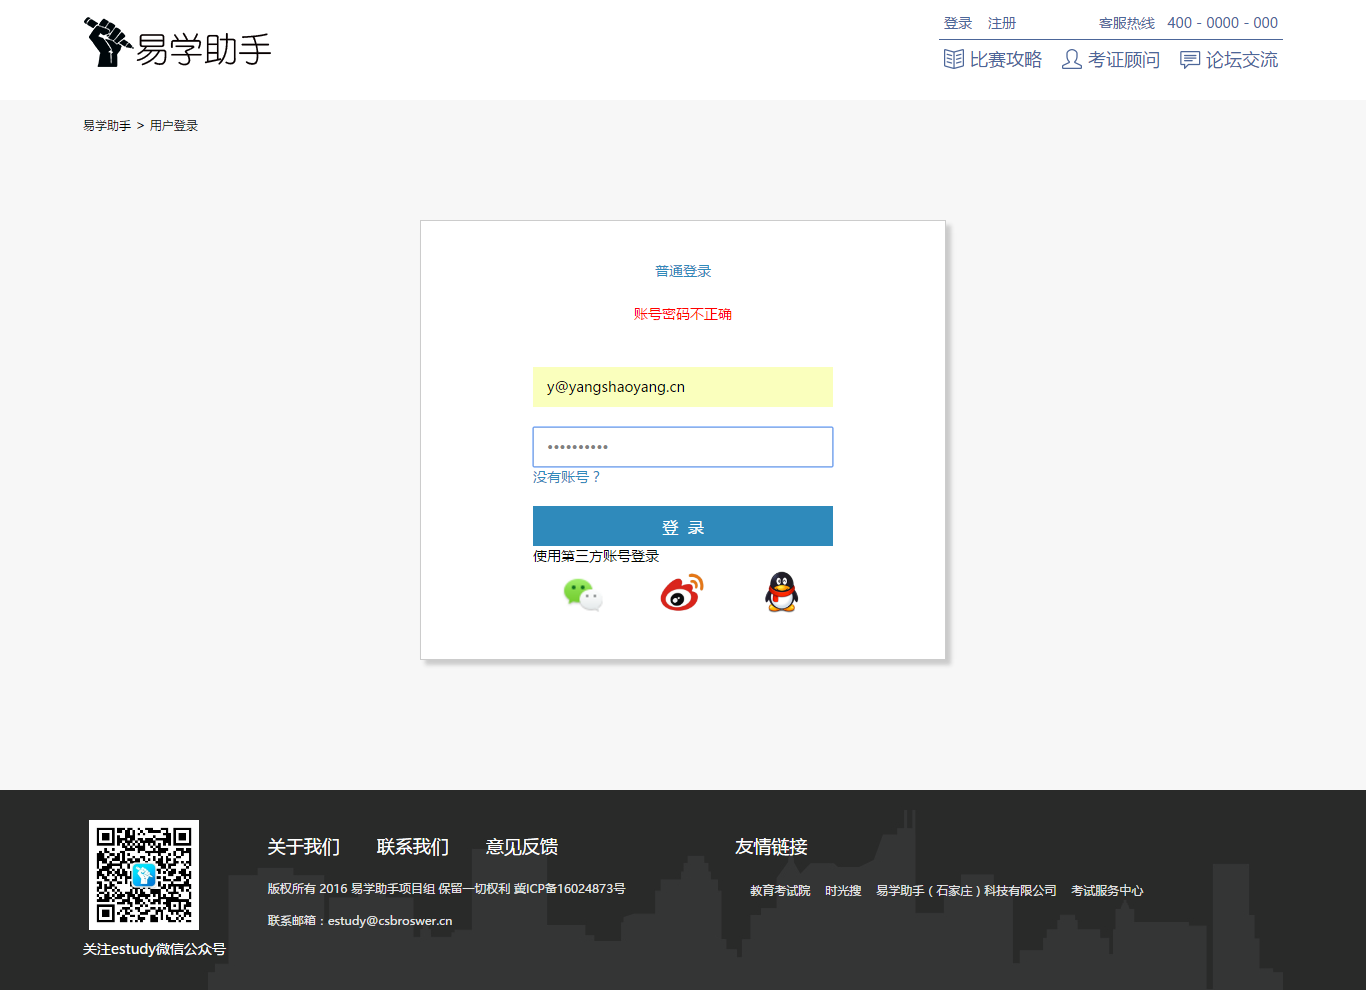 易学助手
登录 注册 客服热线 400 - 0000 - 000
比赛攻略 考证顾问 论坛交流
易学助手 > 用户登录
普通登录
账号密码不正确
y@yangshaoyang.cn
••••••••••
没有账号？
登 录
使用第三方账号登录
关于我们 联系我们 意见反馈 友情链接
版权所有 2016 易学助手项目组 保留一切权利 冀ICP备16024873号
教育考试院 时光搜 易学助手（石家庄）科技有限公司 考试服务中心
联系邮箱：estudy@csbroswer.cn
关注estudy微信公众号